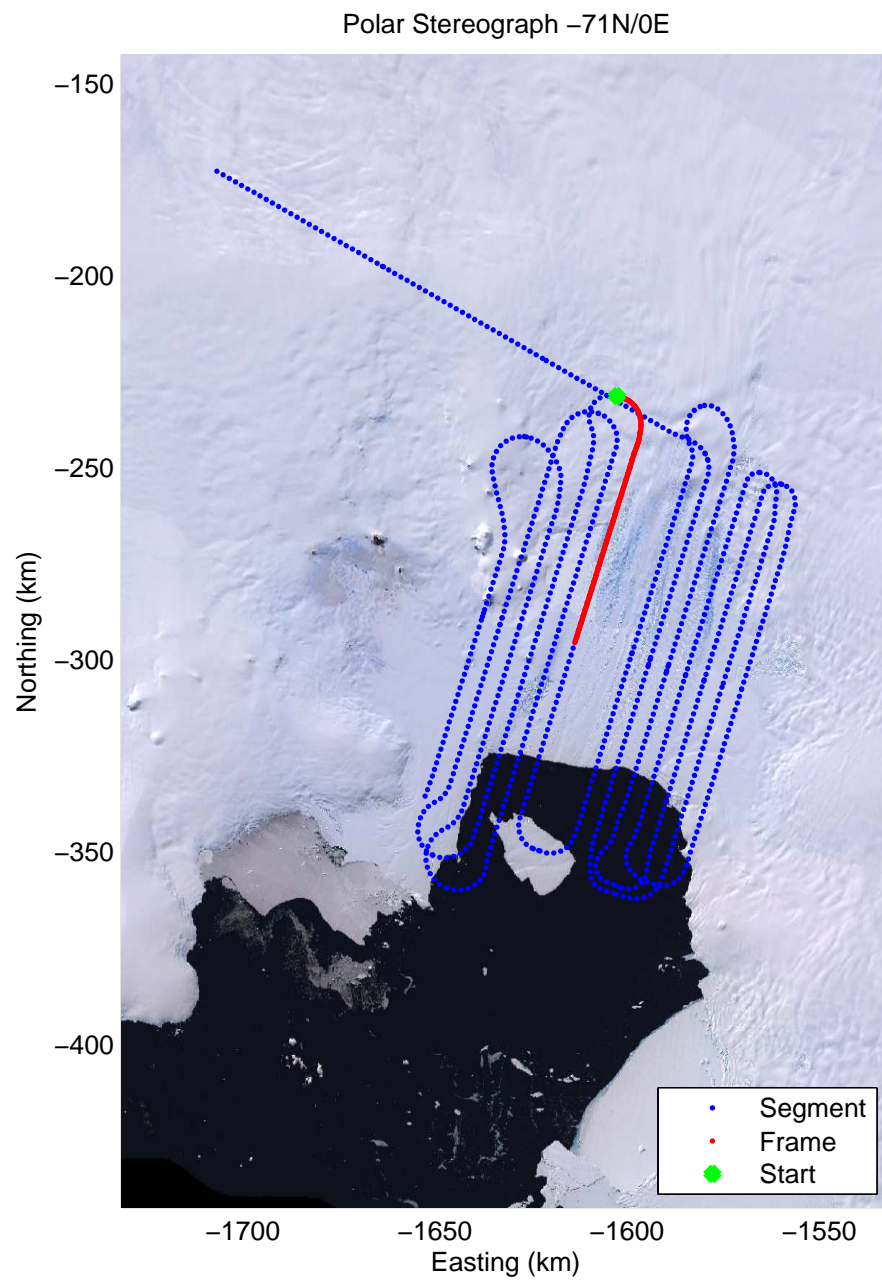 Polar Stereograph −71N/0E
−150
−200
−250
−300
−350
−400
Northing (km)
−1700
−1650
−1600
−1550
Easting (km)
Segment
Frame
Start